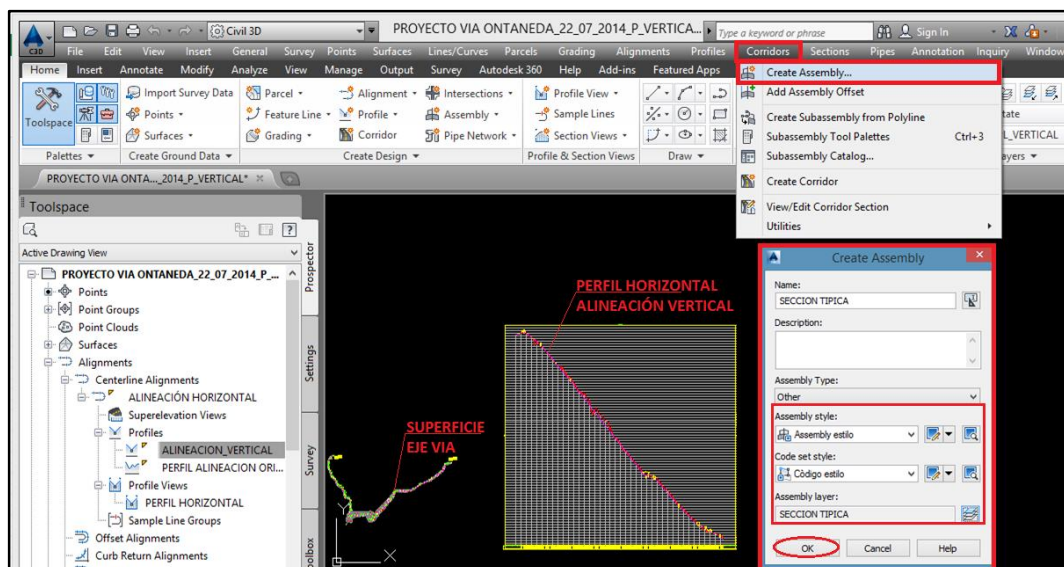 C3D
Civil 3D
PROYECTO VIA ONTANEDA_22_07_2014_P_VERTICA...
Type a keyword or phrase
Sign In
File Edit View Insert General Survey Points Surfaces Lines/Curves Parcels Grading Alignments Profiles Corridors Sections Pipes Annotation Inquiry Window
Home Insert Annotate Modify Analyze View Manage Output Survey Autodesk 360 Help Add-ins Featured Apps
Toolspace
Import Survey Data
Points
Surfaces
Parcel
Feature Line
Grading
Alignment
Profile
Corridor
Intersections
Assembly
Pipe Network
Profile View
Sample Lines
Section Views
Palettes
Create Ground Data
Create Design
Profile & Section Views
Draw
Create Assembly...
Add Assembly Offset
Create Subassembly from Polyline
Subassembly Tool Palettes Ctrl+3
Subassembly Catalog...
Create Corridor
View/Edit Corridor Section
Utilities
tate
L_VERTICAL
ayers
PROYECTO VIA ONTA..._2014_P_VERTICAL*
Toolspace
Active Drawing View
PROYECTO VIA ONTANEDA_22_07_2014_P_...
Points
Point Groups
Point Clouds
Surfaces
Alignments
Centerline Alignments
ALINEACIÓN HORIZONTAL
Superelevation Views
Profiles
ALINEACION_VERTICAL
PERFIL ALINEACION ORI...
Profile Views
PERFIL HORIZONTAL
Sample Line Groups
Offset Alignments
Curb Return Alignments
Prospector
Settings
Survey
oolbox
PERFIL HORIZONTAL
ALINEACIÓN VERTICAL
SUPERFICIE
EJE VIA
Y
X
Create Assembly
Name:
SECCION TIPICA
Description:
Assembly Type:
Other
Assembly style:
Assembly estilo
Code set style:
Código estilo
Assembly layer:
SECCION TIPICA
OK
Cancel
Help